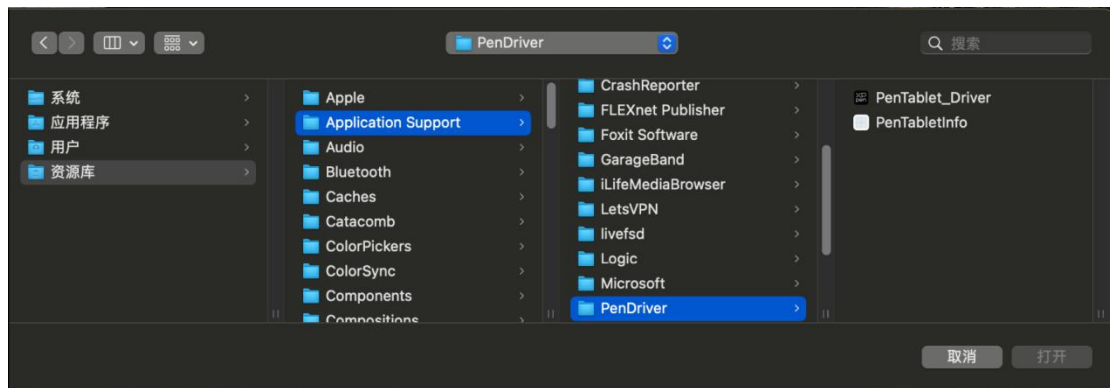 PenDriver
搜索
系统
应用程序
用户
资源库
Apple
Application Support
Audio
Bluetooth
Caches
Catacomb
ColorPickers
ColorSync
Components
Compositions
CrashReporter
FLEXnet Publisher
Foxit Software
GarageBand
iLifeMediaBrowser
LetsVPN
livefsd
Logic
Microsoft
PenDriver
PenTablet_Driver
PenTabletInfo
取消
打开